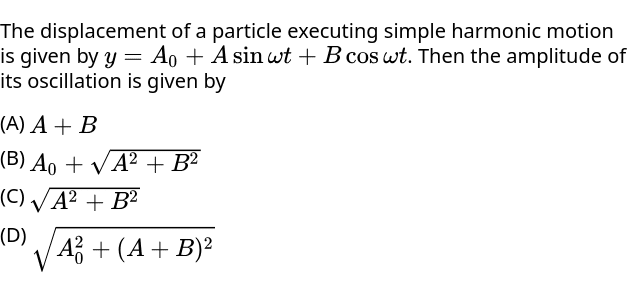 The displacement of a particle executing simple harmonic motion
is given by y = A₀ + A sin ωt + B cos ωt. Then the amplitude of
its oscillation is given by
(A) A + B
(B) A₀ + √(A² + B²)
(C) √(A² + B²)
(D) √(A₀² + (A + B)²)